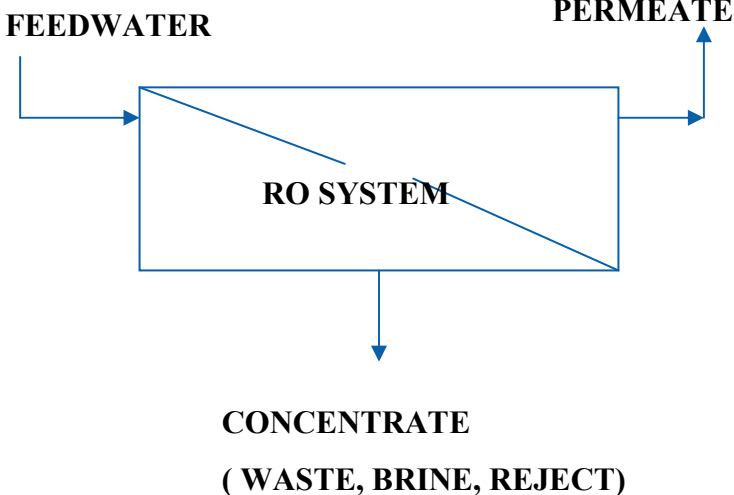 PERMEATE
FEEDWATER
RO SYSTEM
CONCENTRATE
( WASTE, BRINE, REJECT)